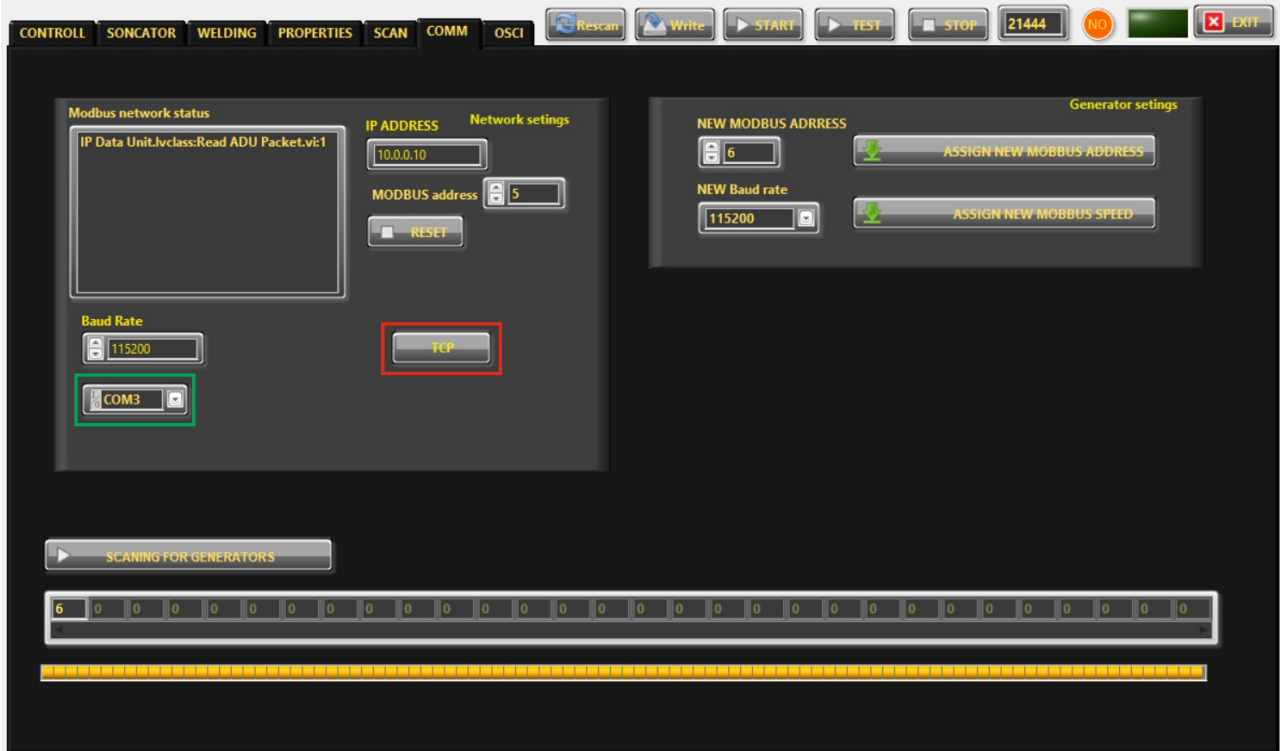 CONTROLL SONCATOR WELDING PROPERTIES SCAN COMM OSCI Rescan Write START TEST STOP 21444 NO EXIT
Modbus network status
IP Data Unit.lvclass:Read ADU Packet.vi:1
Network setings
IP ADDRESS
10.0.0.10
MODBUS address 5
RESET
Baud Rate
115200
TCP
COM3
Generator setings
NEW MODBUS ADRRESS
6 ASSIGN NEW MOBBUS ADDRESS
NEW Baud rate
115200 ASSIGN NEW MOBBUS SPEED
SCANING FOR GENERATORS
6 0 0 0 0 0 0 0 0 0 0 0 0 0 0 0 0 0 0 0 0 0 0 0 0 0 0 0 0 0